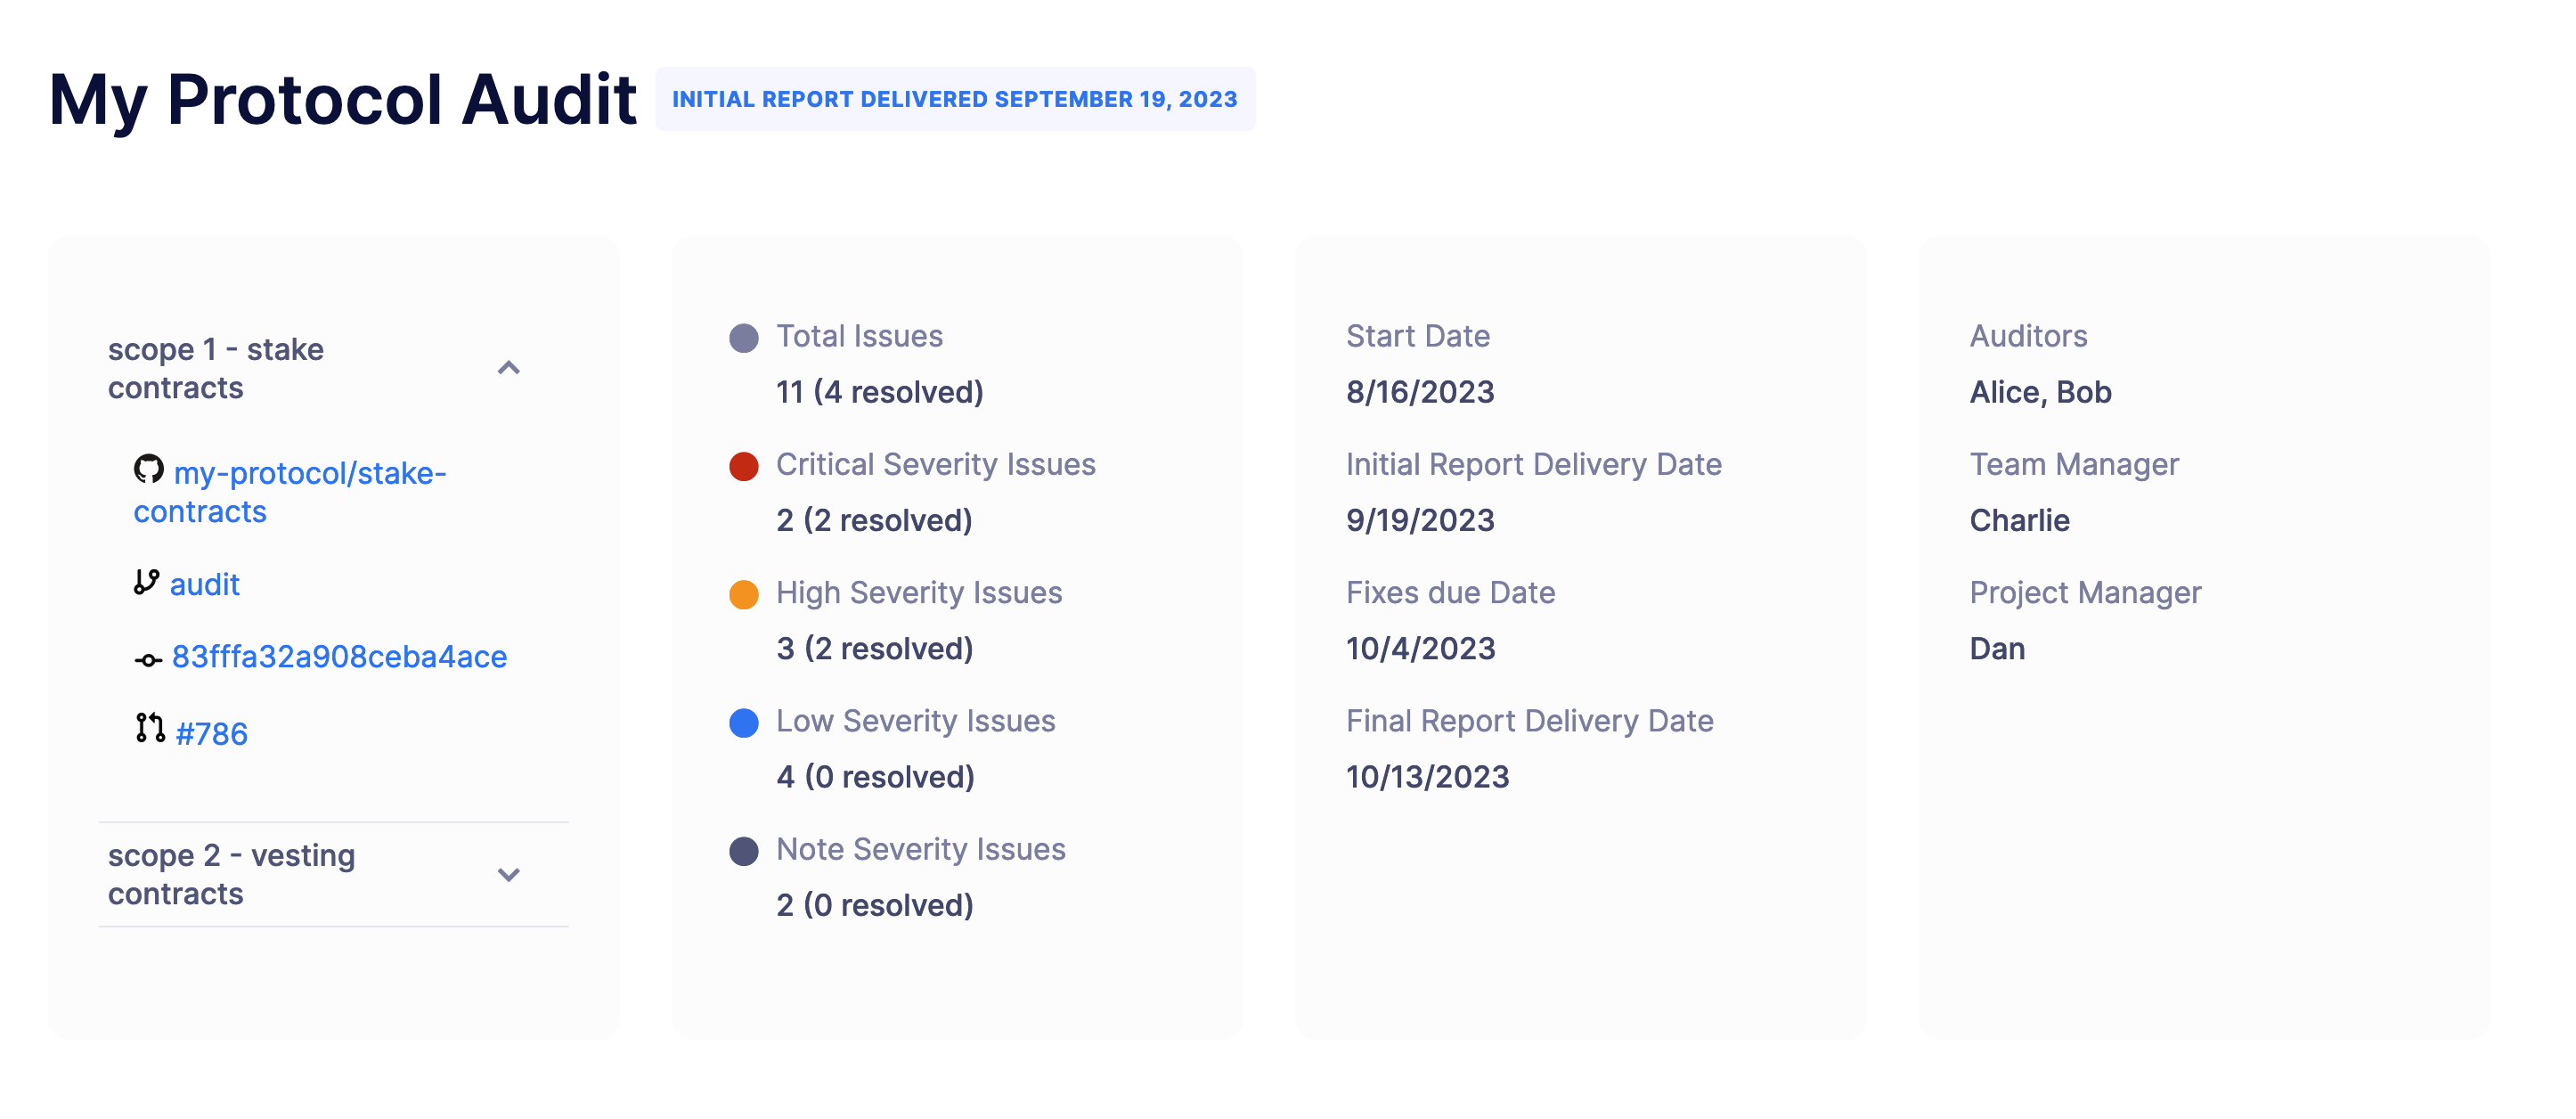 My Protocol Audit
INITIAL REPORT DELIVERED SEPTEMBER 19, 2023
scope 1 - stake
contracts
my-protocol/stake-
contracts
audit
83fffa32a908ceba4ace
#786
scope 2 - vesting
contracts
Total Issues
11 (4 resolved)
Critical Severity Issues
2 (2 resolved)
High Severity Issues
3 (2 resolved)
Low Severity Issues
4 (0 resolved)
Note Severity Issues
2 (0 resolved)
Start Date
8/16/2023
Initial Report Delivery Date
9/19/2023
Fixes due Date
10/4/2023
Final Report Delivery Date
10/13/2023
Auditors
Alice, Bob
Team Manager
Charlie
Project Manager
Dan